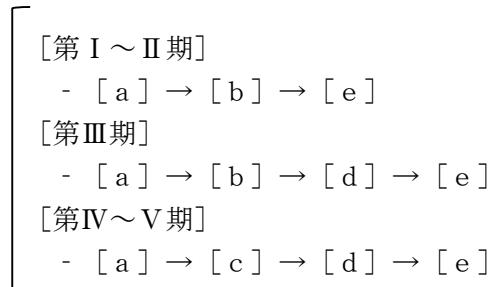 [第Ⅰ～Ⅱ期]
- [a] → [b] → [e]
[第Ⅲ期]
- [a] → [b] → [d] → [e]
[第Ⅳ～Ⅴ期]
- [a] → [c] → [d] → [e]